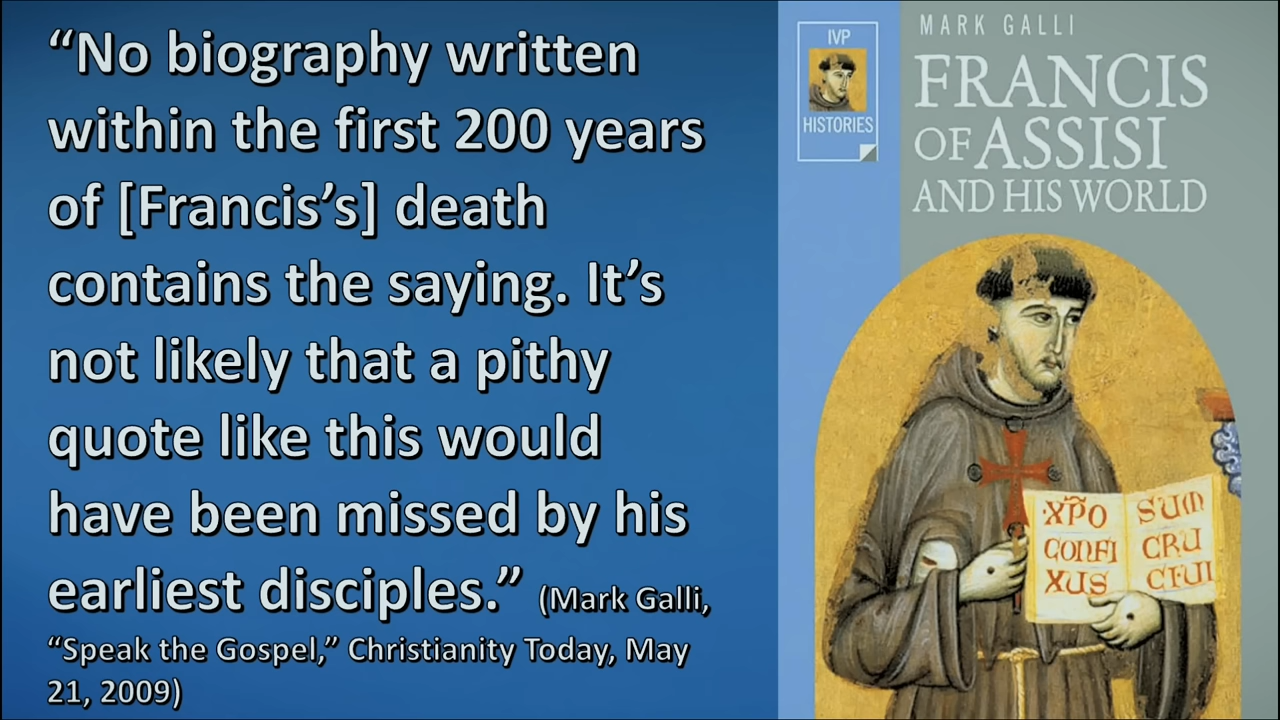 “No biography written
within the first 200 years
of [Francis’s] death
contains the saying. It’s
not likely that a pithy
quote like this would
have been missed by his
earliest disciples.” (Mark Galli,
“Speak the Gospel,” Christianity Today, May
21, 2009)
IVP
HISTORIES
MARK GALLI
FRANCIS
OF ASSISI
AND HIS WORLD
·XP̃O
CONFI
XUS
SUM
CRU
CIUI